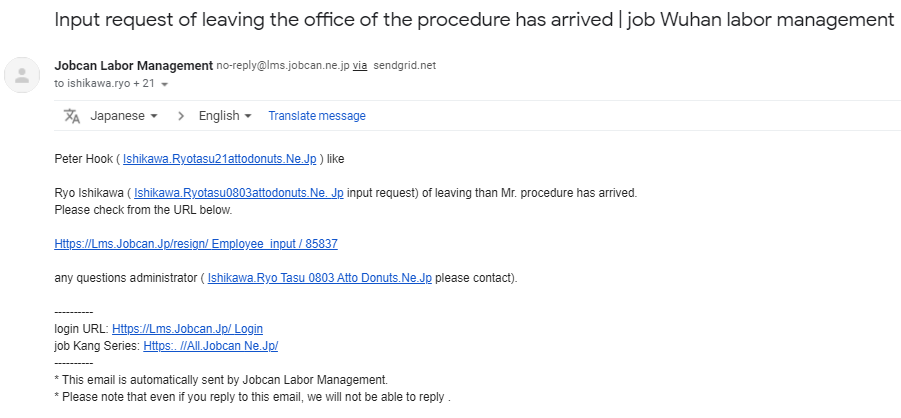 Input request of leaving the office of the procedure has arrived | job Wuhan labor management
Jobcan Labor Management no-reply@lms.jobcan.ne.jp via sendgrid.net
to ishikawa.ryo + 21
Japanese > English Translate message
Peter Hook ( Ishikawa.Ryotasu21attodonuts.Ne.Jp ) like
Ryo Ishikawa ( Ishikawa.Ryotasu0803attodonuts.Ne. Jp input request) of leaving than Mr. procedure has arrived.
Please check from the URL below.
Https://Lms.Jobcan.Jp/resign/ Employee_input / 85837
any questions administrator ( Ishikawa.Ryo Tasu 0803 Atto Donuts.Ne.Jp please contact).
----------
login URL: Https://Lms.Jobcan.Jp/ Login
job Kang Series: Https:. //All.Jobcan Ne.Jp/
----------
* This email is automatically sent by Jobcan Labor Management.
* Please note that even if you reply to this email, we will not be able to reply .